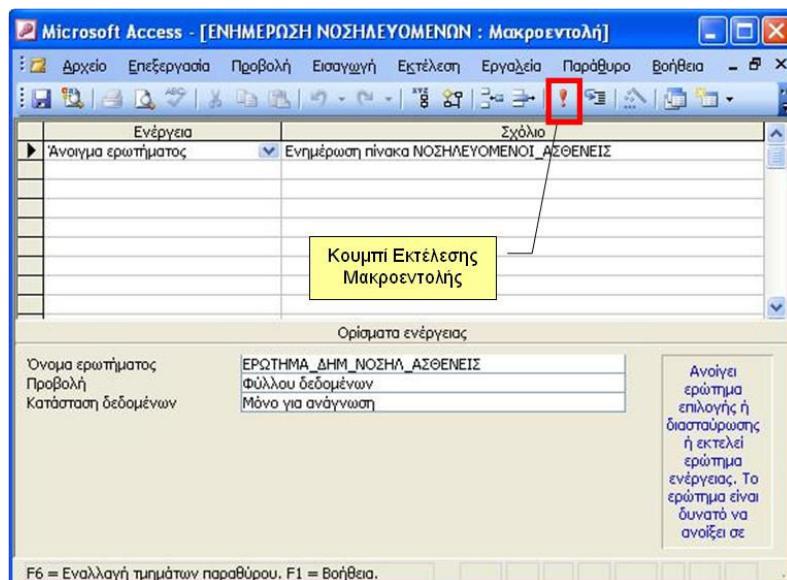 Microsoft Access - [ΕΝΗΜΕΡΩΣΗ ΝΟΣΗΛΕΥΟΜΕΝΩΝ : Μακροεντολή]
Αρχείο Επεξεργασία Προβολή Εισαγωγή Εκτέλεση Εργαλεία Παράθυρο Βοήθεια
Ενέργεια Σχόλιο
Άνοιγμα ερωτήματος Ενημέρωση πίνακα ΝΟΣΗΛΕΥΟΜΕΝΟΙ_ΑΣΘΕΝΕΙΣ
Κουμπί Εκτέλεσης
Μακροεντολής
Ορίσματα ενέργειας
Όνομα ερωτήματος ΕΡΩΤΗΜΑ_ΔΗΜ_ΝΟΣΗΛ_ΑΣΘΕΝΕΙΣ
Προβολή Φύλλου δεδομένων
Κατάσταση δεδομένων Μόνο για ανάγνωση
Ανοίγει
ερώτημα
επιλογής ή
διασταύρωσης
ή εκτελεί
ερώτημα
ενέργειας. Το
ερώτημα είναι
δυνατό να
ανοίξει σε
F6 = Εναλλαγή τμημάτων παραθύρου. F1 = Βοήθεια.